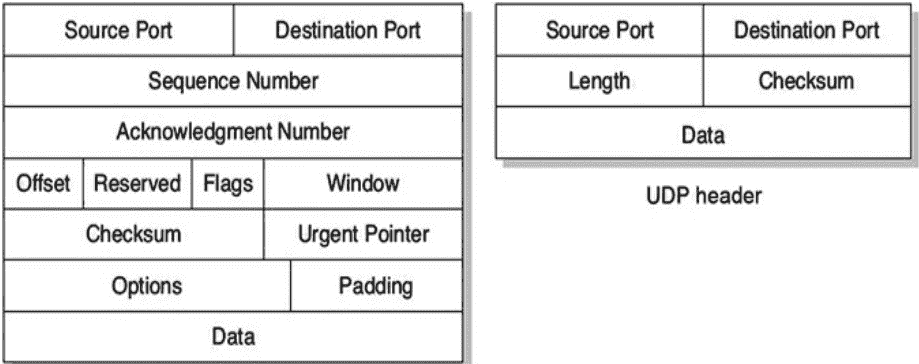 Source Port Destination Port
Sequence Number
Acknowledgment Number
Offset Reserved Flags Window
Checksum Urgent Pointer
Options Padding
Data
Source Port Destination Port
Length Checksum
Data
UDP header